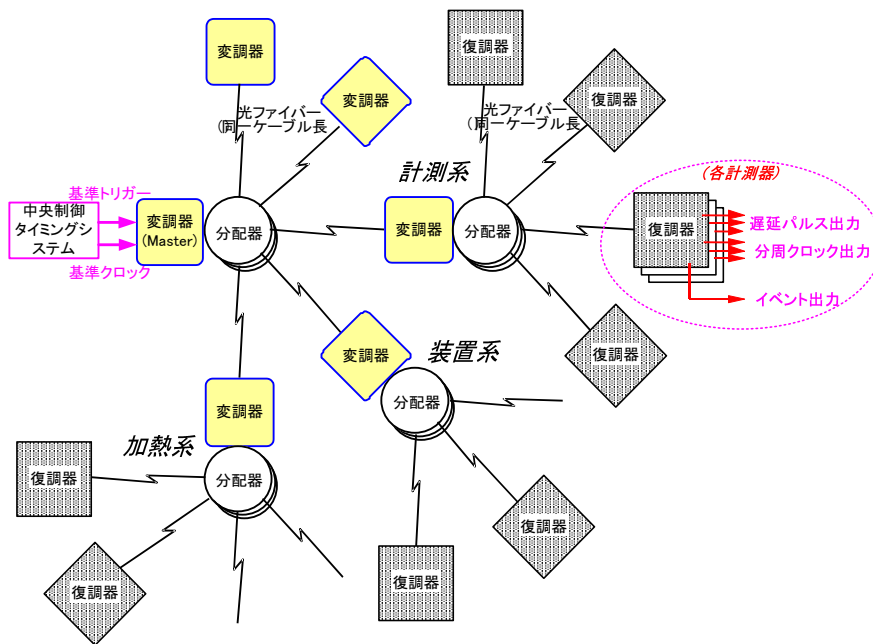 変調器
変調器
光ファイバー
(同一ケーブル長
復調器
復調器
光ファイバー
(同一ケーブル長
計測系
基準トリガー
中央制御
タイミングシ
ステム
基準クロック
変調器
(Master)
分配器
変調器
分配器
(各計測器)
復調器
遅延パルス出力
分周クロック出力
イベント出力
変調器
装置系
復調器
変調器
分配器
加熱系
復調器
分配器
復調器
復調器
復調器